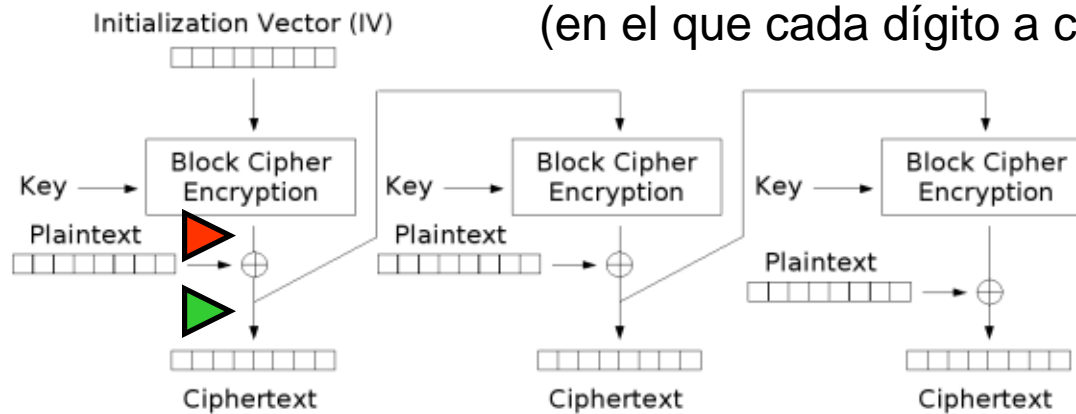 (en el que cada dígito a c
Initialization Vector (IV)
Block Cipher
Encryption
Block Cipher
Encryption
Block Cipher
Encryption
Key
Key
Key
Plaintext
Plaintext
Plaintext
Ciphertext
Ciphertext
Ciphertext